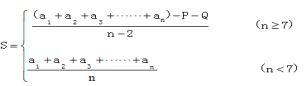 S= { (a₁+a₂+a₃+⋯⋯+aₙ)−P−Q / n−2 (n≥7)
a₁+a₂+a₃+⋯⋯+aₙ / n (n<7)